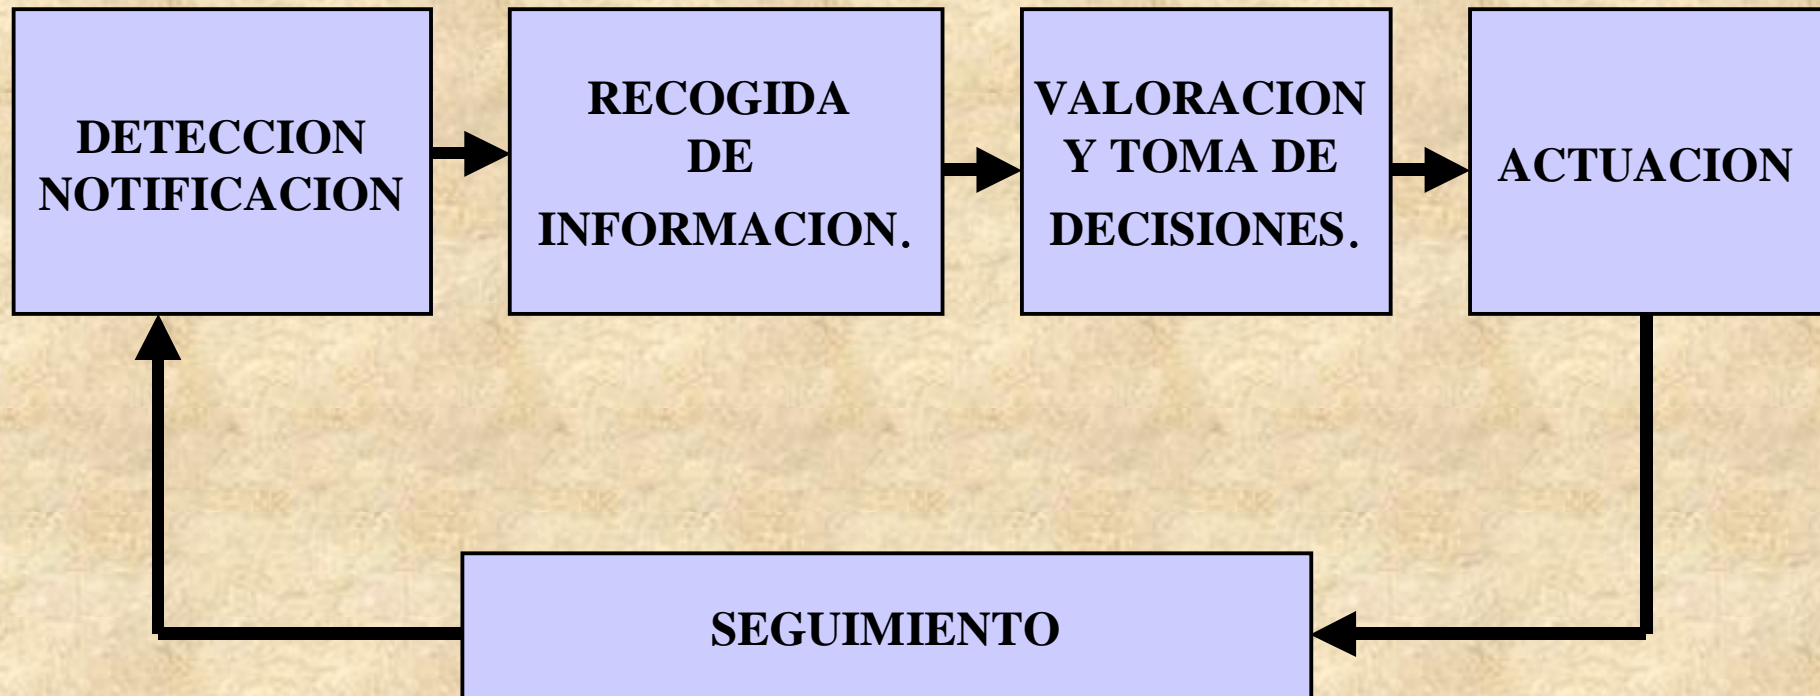 DETECCION
NOTIFICACION
RECOGIDA
DE
INFORMACION.
VALORACION
Y TOMA DE
DECISIONES.
ACTUACION
SEGUIMIENTO